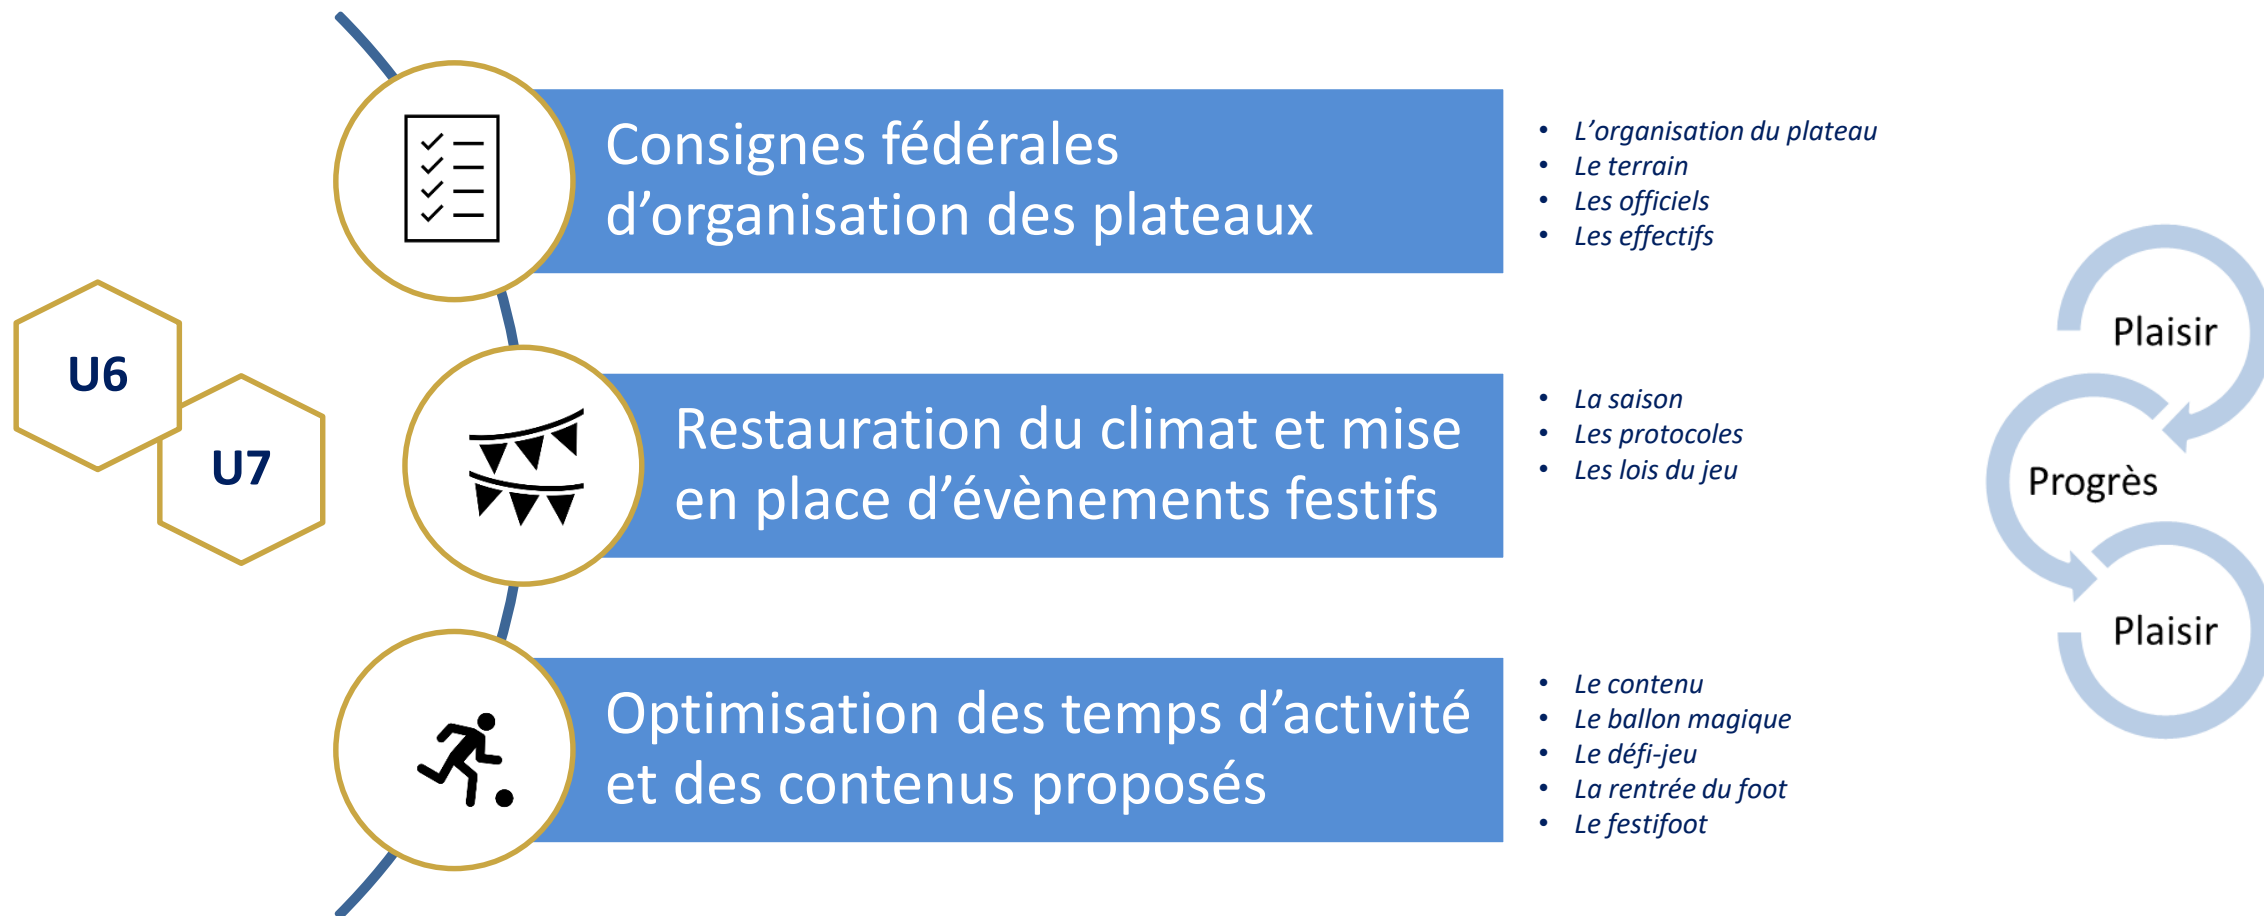 U6
U7
Consignes fédérales
d’organisation des plateaux
• L’organisation du plateau
• Le terrain
• Les officiels
• Les effectifs
Restauration du climat et mise
en place d’évènements festifs
• La saison
• Les protocoles
• Les lois du jeu
Optimisation des temps d’activité
et des contenus proposés
• Le contenu
• Le ballon magique
• Le défi-jeu
• La rentrée du foot
• Le festifoot
Plaisir
Progrès
Plaisir